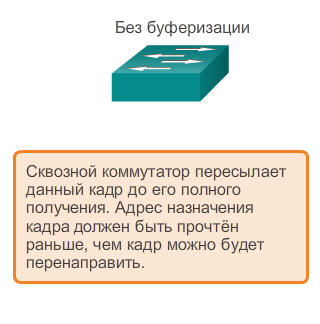 Без буферизации
Сквозной коммутатор пересылает
данный кадр до его полного
получения. Адрес назначения
кадра должен быть прочтён
раньше, чем кадр можно будет
перенаправить.